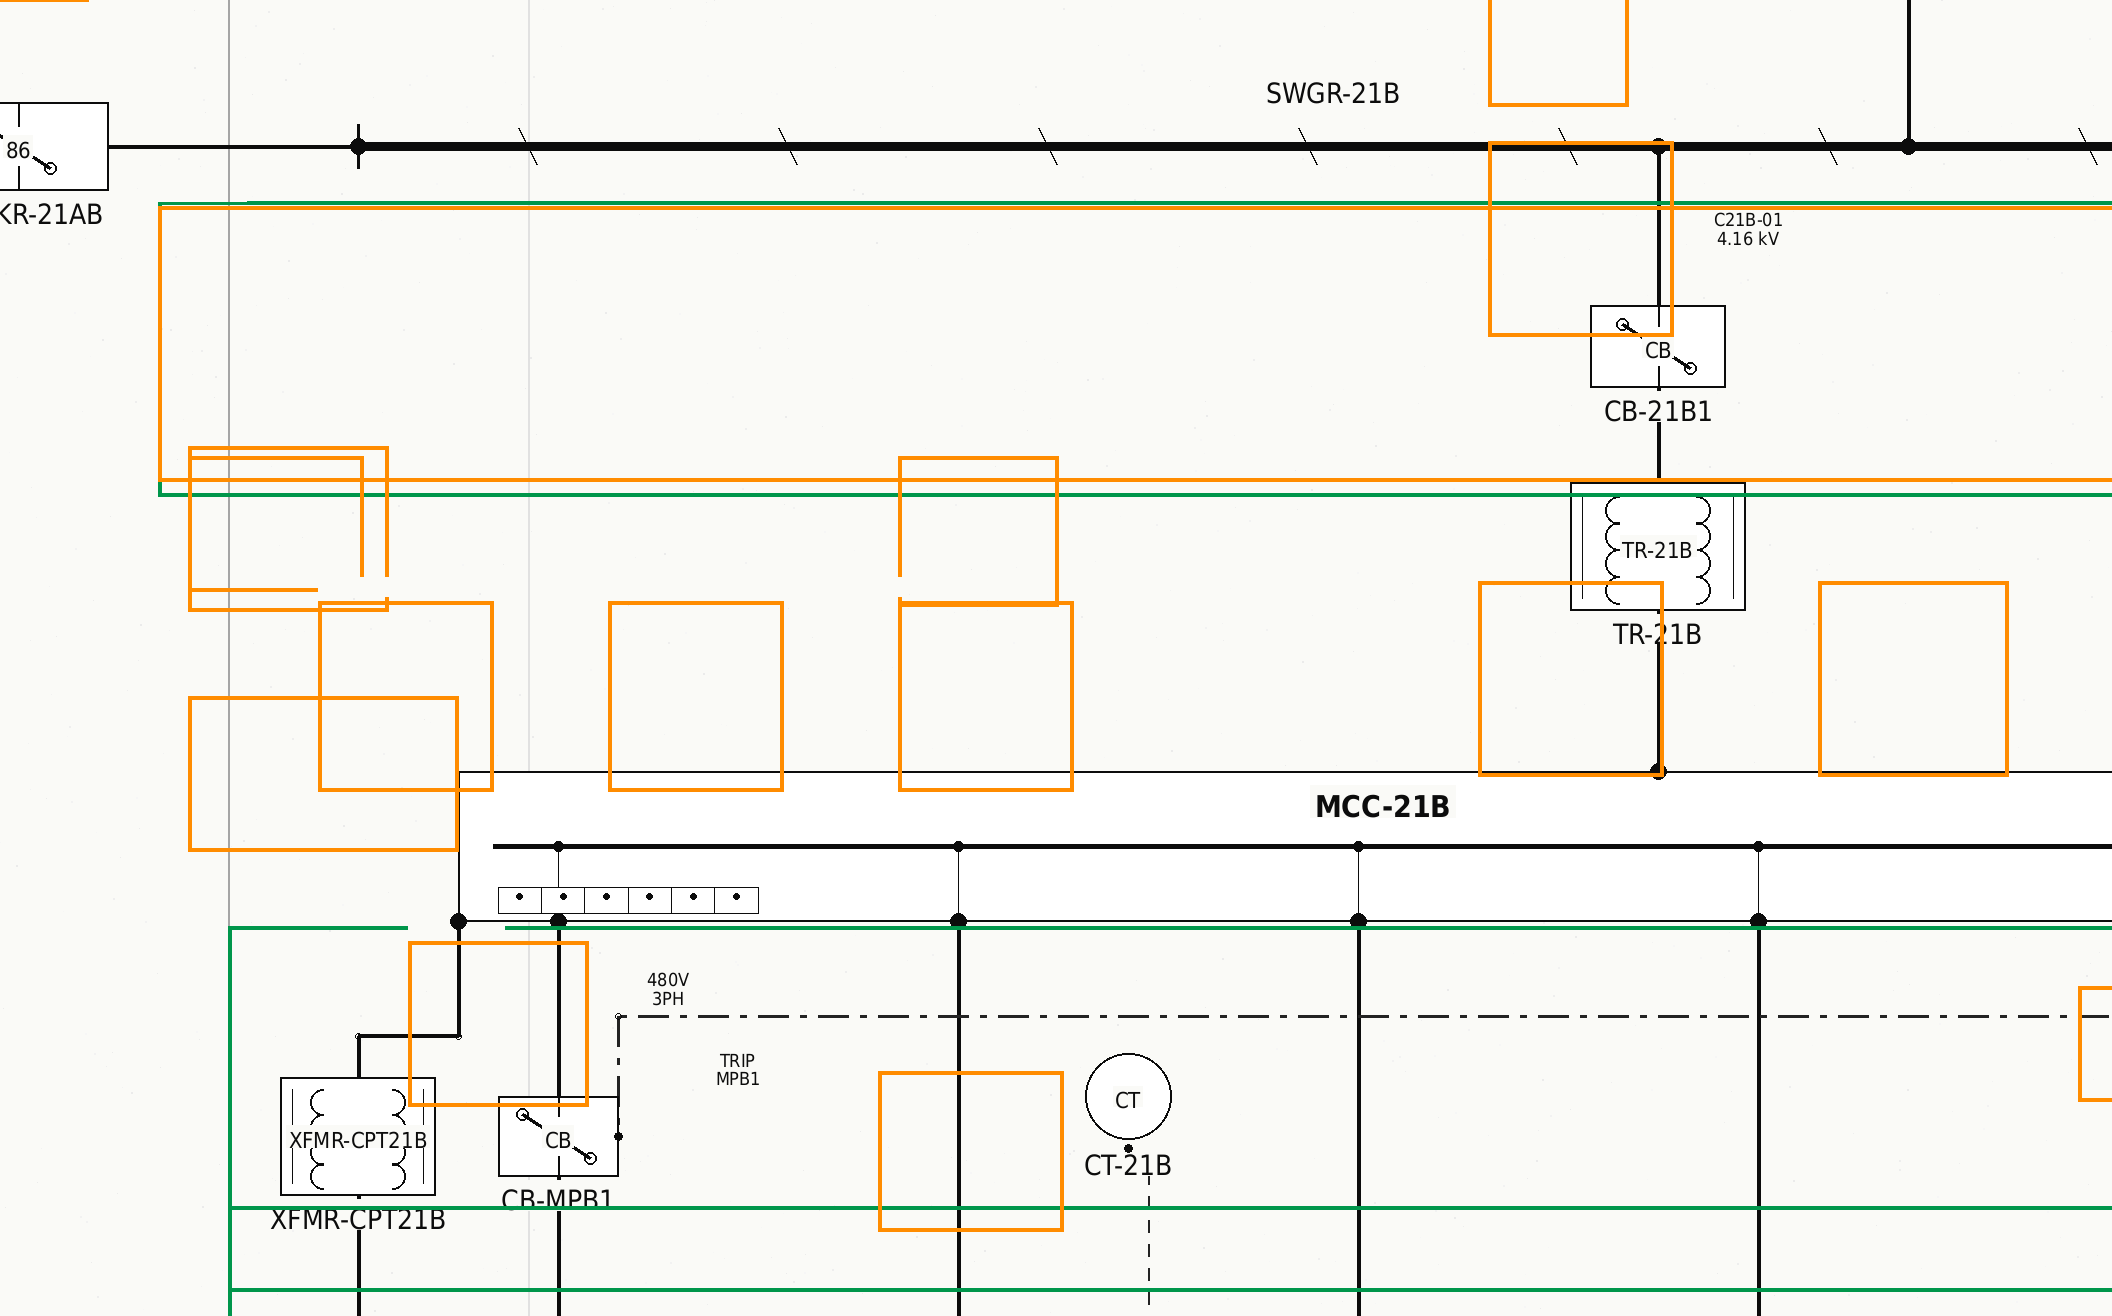 SWGR-21B
86
KR-21AB
C21B-01
4.16 kV
CB
CB-21B1
TR-21B
TR-21B
MCC-21B
480V
3PH
TRIP
MPB1
CT
CT-21B
XFMR-CPT21B
CB
CB-MPB1
XFMR-CPT21B